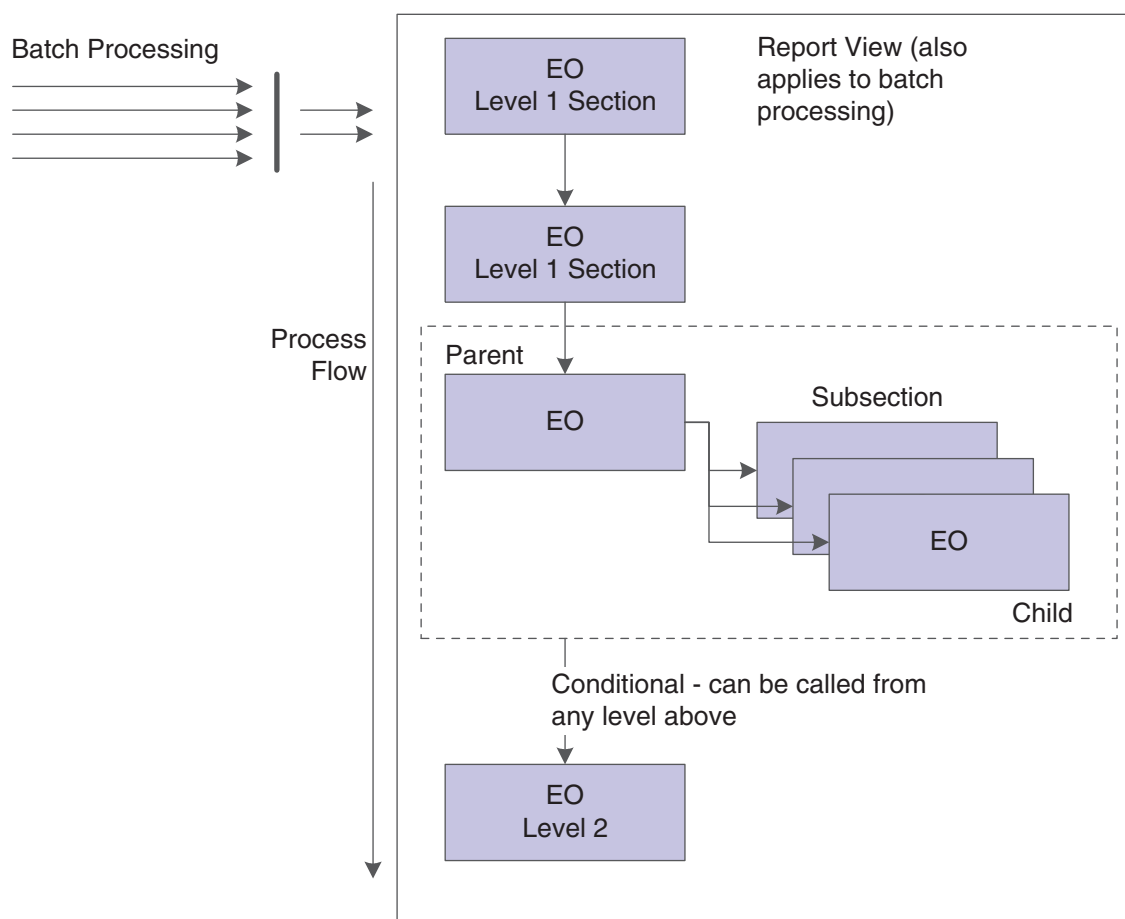 Batch Processing
EO
Level 1 Section
Report View (also
applies to batch
processing)
EO
Level 1 Section
Process
Flow
Parent
EO
Subsection
EO
Child
Conditional - can be called from
any level above
EO
Level 2